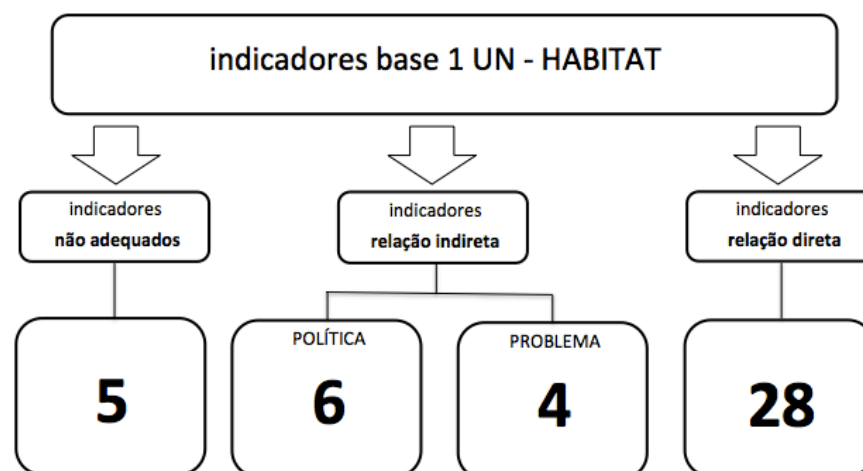 indicadores base 1 UN - HABITAT
indicadores
não adequados
indicadores
relação indireta
indicadores
relação direta
POLÍTICA
PROBLEMA
5
6
4
28